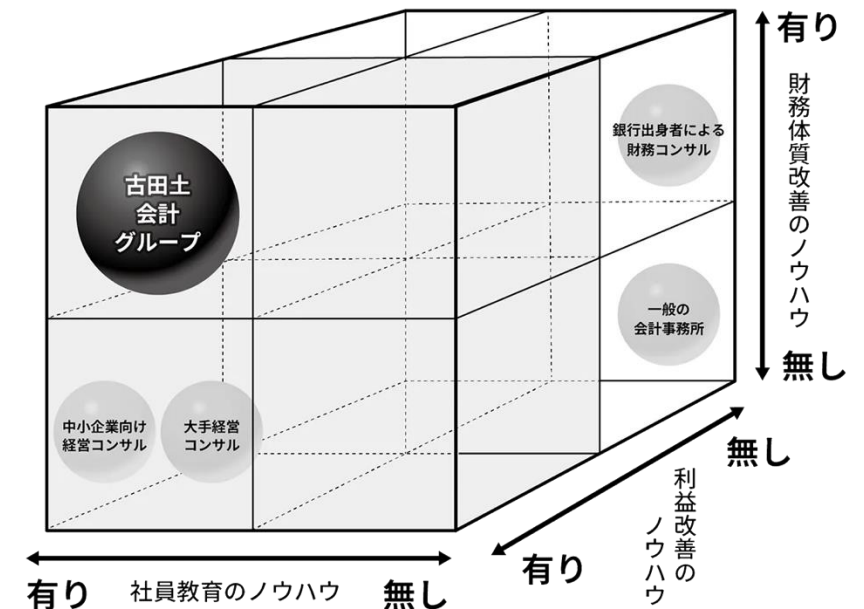 有り
財務体質改善のノウハウ
銀行出身者による
財務コンサル
古田土
会計
グループ
一般の
会計事務所
無し
中小企業向け
経営コンサル
大手経営
コンサル
無し
利益改善の
ノウハウ
有り
有り
社員教育のノウハウ
無し